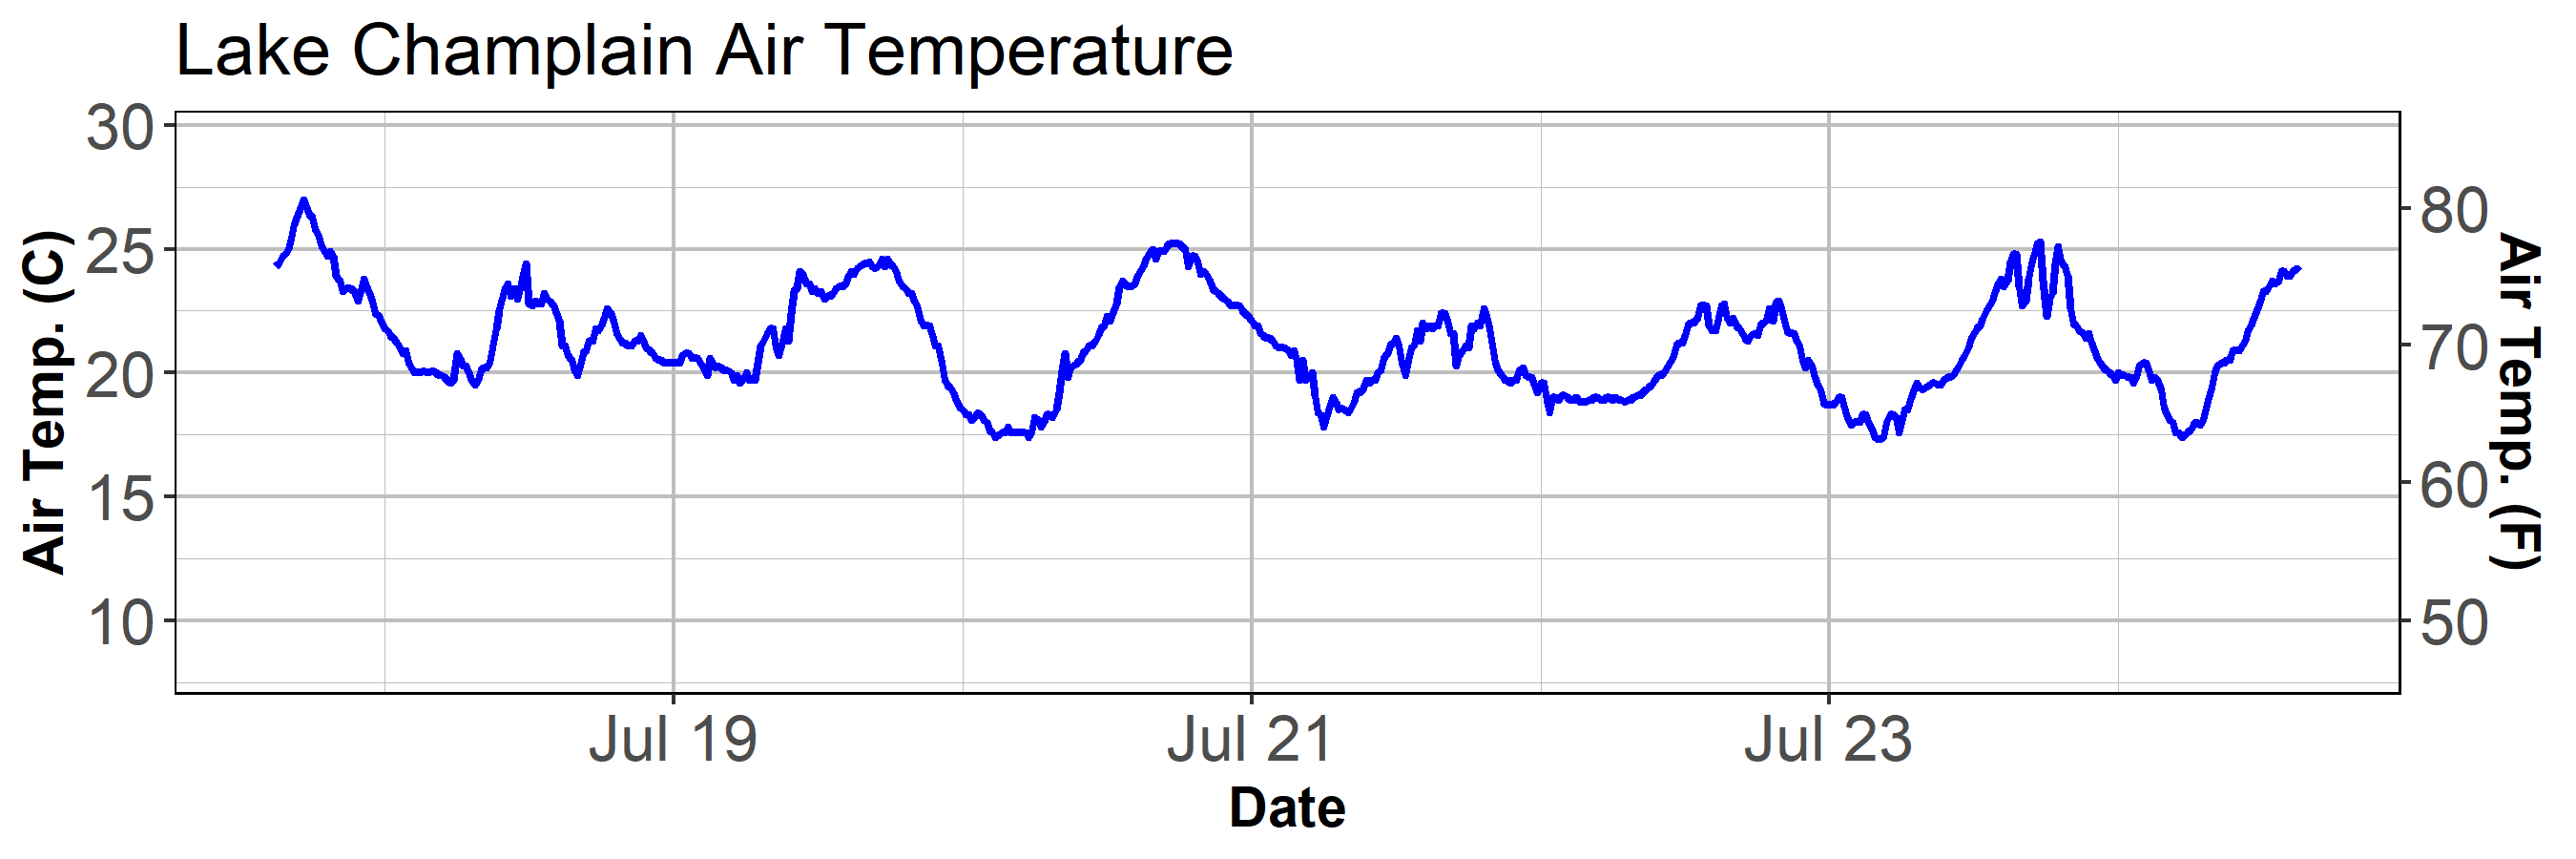 Lake Champlain Air Temperature
30
25
20
15
10
Air Temp. (C)
80
70
60
50
Air Temp. (F)
Jul 19
Jul 21
Jul 23
Date